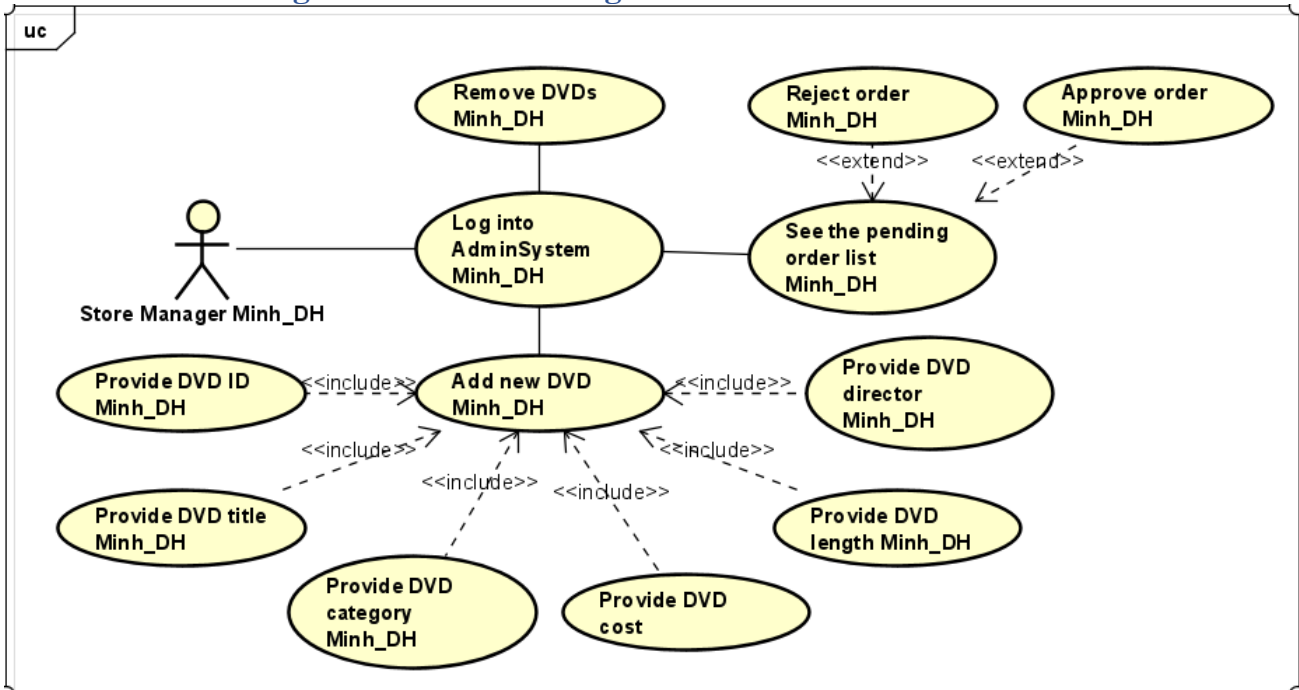 uc
Remove DVDs
Minh_DH
Reject order
Minh_DH
Approve order
Minh_DH
<<extend>>
<<extend>>
Log into
AdminSystem
Minh_DH
See the pending
order list
Minh_DH
Store Manager Minh_DH
Provide DVD ID
Minh_DH
<<include>>
Add new DVD
Minh_DH
<<include>>
Provide DVD
director
Minh_DH
<<include>>
<<include>>
<<include>>
<<include>>
Provide DVD title
Minh_DH
Provide DVD
length Minh_DH
Provide DVD
category
Minh_DH
Provide DVD
cost